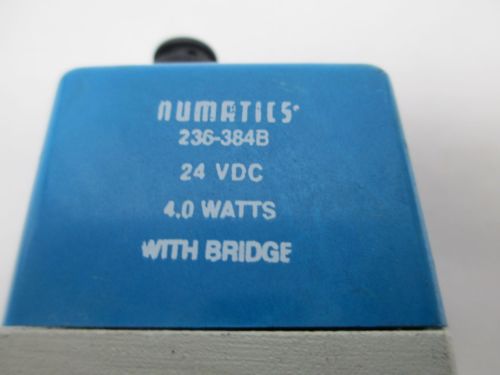 numatics
236-384B
24 VDC
4.0 WATTS
WITH BRIDGE